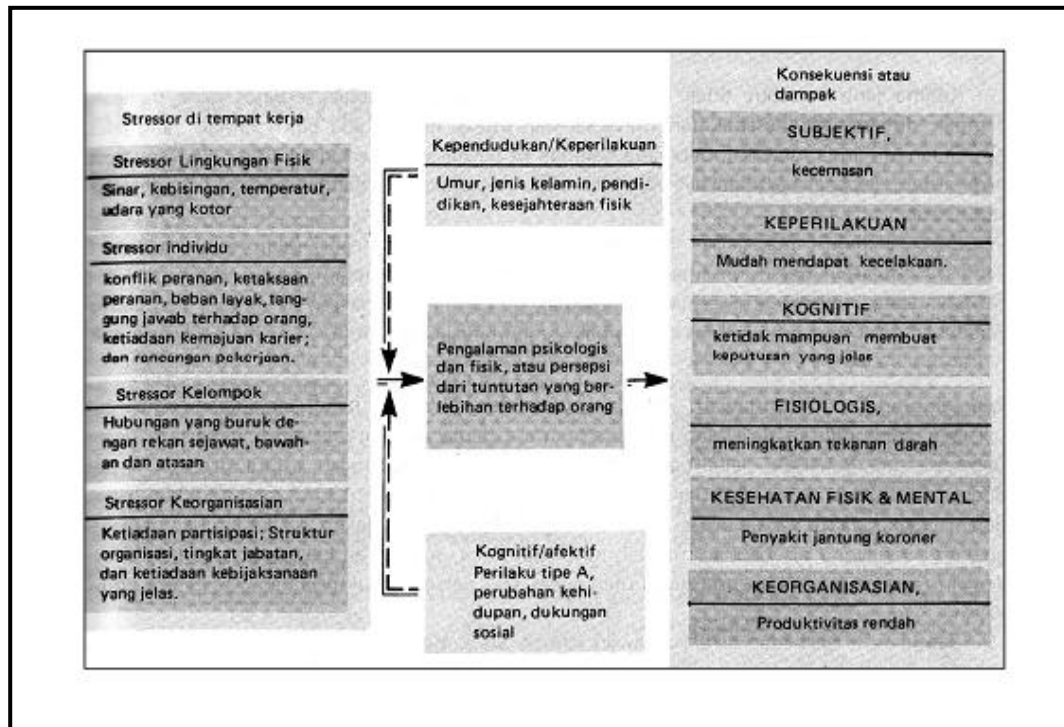 Stressor di tempat kerja
Stressor Lingkungan Fisik
Sinar, kebisingan, temperatur,
udara yang kotor
Stressor individu
konflik peranan, ketaksaan
peranan, beban layak, tang-
gung jawab terhadap orang,
ketiadaan kemajuan karier;
dan rancangan pekerjaan.
Stressor Kelompok
Hubungan yang buruk de-
ngan rekan sejawat, bawah-
an dan atasan
Stressor Keorganisasian
Ketiadaan partisipasi; Struktur
organisasi, tingkat jabatan,
dan ketiadaan kebijaksanaan
yang jelas.
Kependudukan/Keperilakuan
Umur, jenis kelamin, pendi-
dikan, kesejahteraan fisik
Pengalaman psikologis
dan fisik, atau persepsi
dari tuntutan yang ber-
lebihan terhadap orang
Kognitif/afektif
Perilaku tipe A,
perubahan kehi-
dupan, dukungan
sosial
Konsekuensi atau
dampak
SUBJEKTIF,
kecemasan
KEPERILAKUAN
Mudah mendapat kecelakaan.
KOGNITIF
ketidak mampuan membuat
keputusan yang jelas
FISIOLOGIS,
meningkatkan tekanan darah
KESEHATAN FISIK & MENTAL
Penyakit jantung koroner
KEORGANISASIAN,
Produktivitas rendah